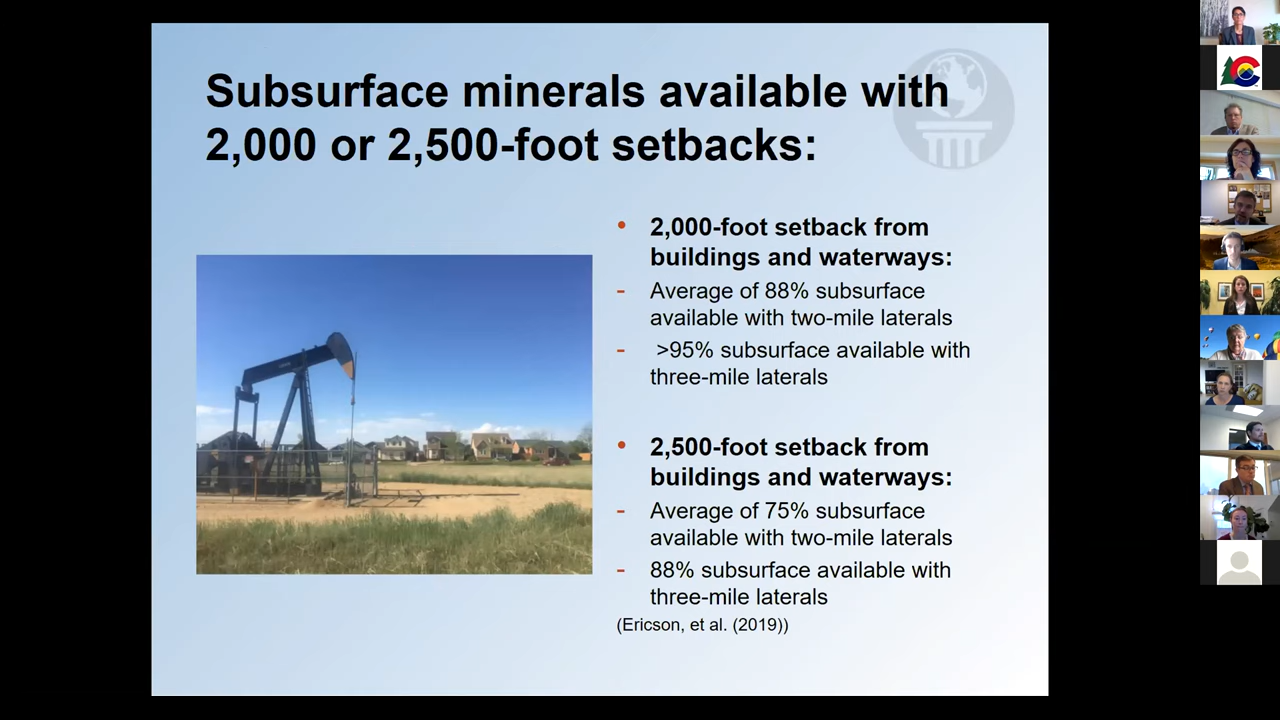 Subsurface minerals available with
2,000 or 2,500-foot setbacks:
• 2,000-foot setback from
buildings and waterways:
- Average of 88% subsurface
available with two-mile laterals
- >95% subsurface available with
three-mile laterals
• 2,500-foot setback from
buildings and waterways:
- Average of 75% subsurface
available with two-mile laterals
- 88% subsurface available with
three-mile laterals
(Ericson, et al. (2019))